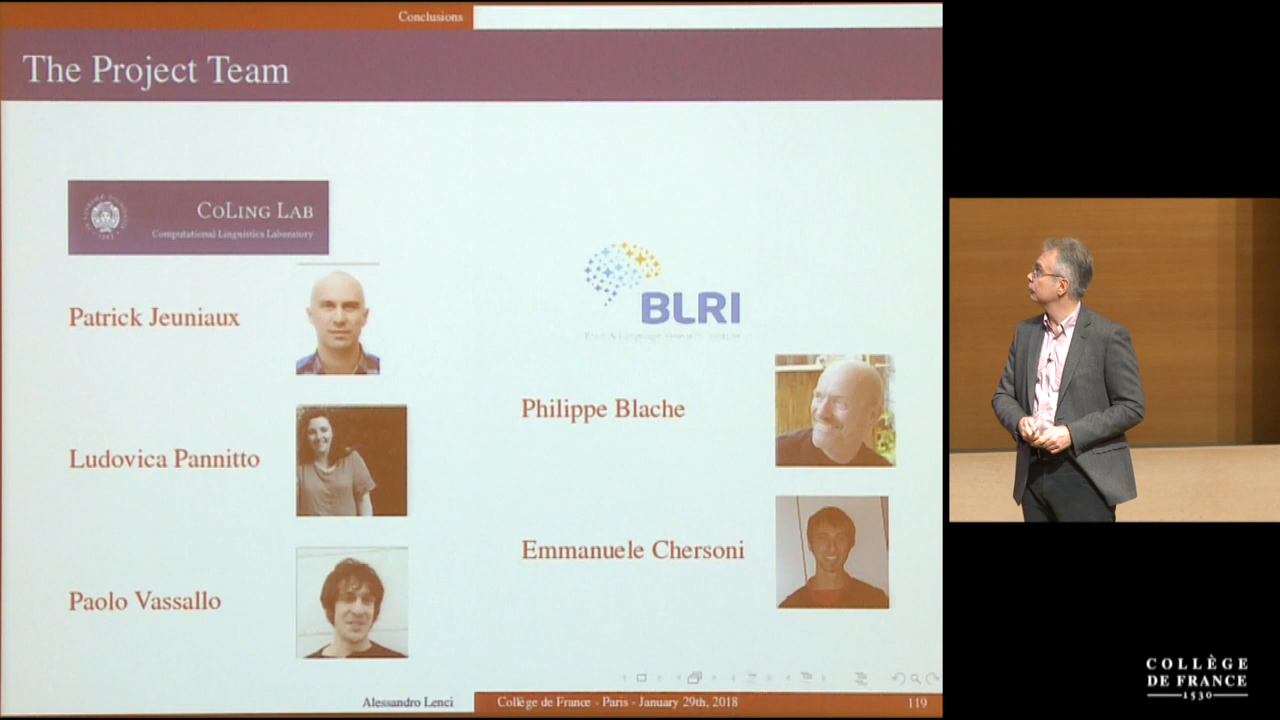 Conclusions
The Project Team
CoLing Lab
Computational Linguistics Laboratory
Patrick Jeuniaux
Ludovica Pannitto
Paolo Vassallo
BLRI
Philippe Blache
Emmanuele Chersoni
Alessandro Lenci
Collège de France - Paris - January 29th, 2018
119
COLLÈGE
DE FRANCE
1530